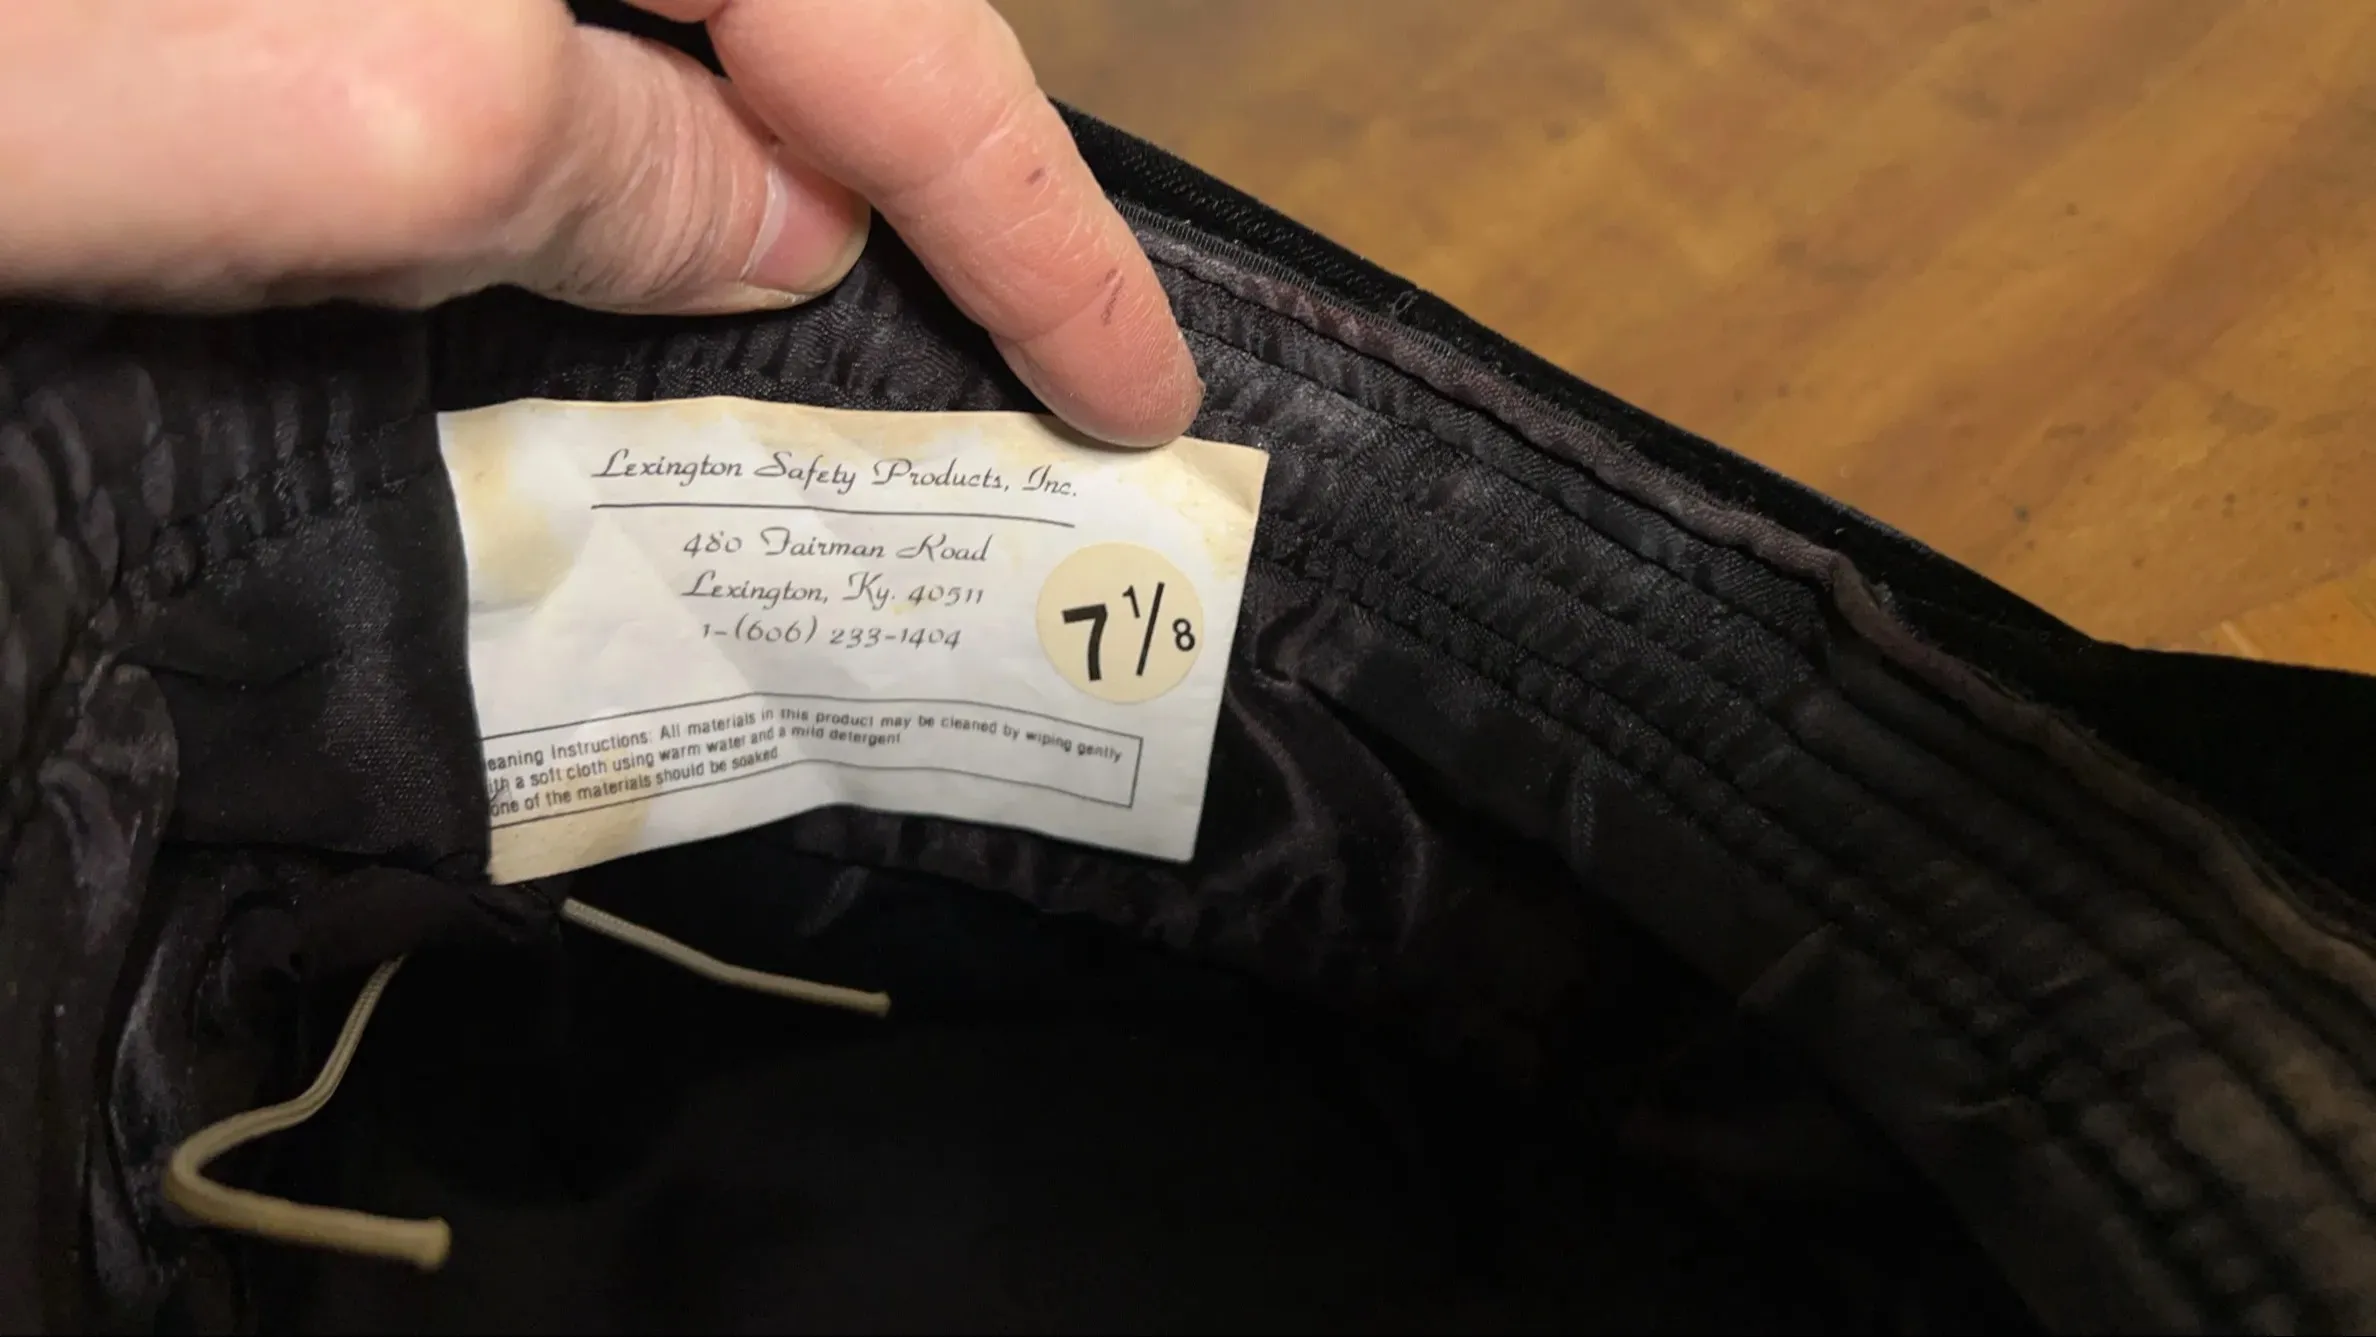 Lexington Safety Products, Inc.
480 Fairman Road
Lexington, Ky. 40511
1-(606) 233-1404
7 1/8
eaning Instructions: All materials in this product may be cleaned by wiping gently
ith a soft cloth using warm water and a mild detergent
one of the materials should be soaked